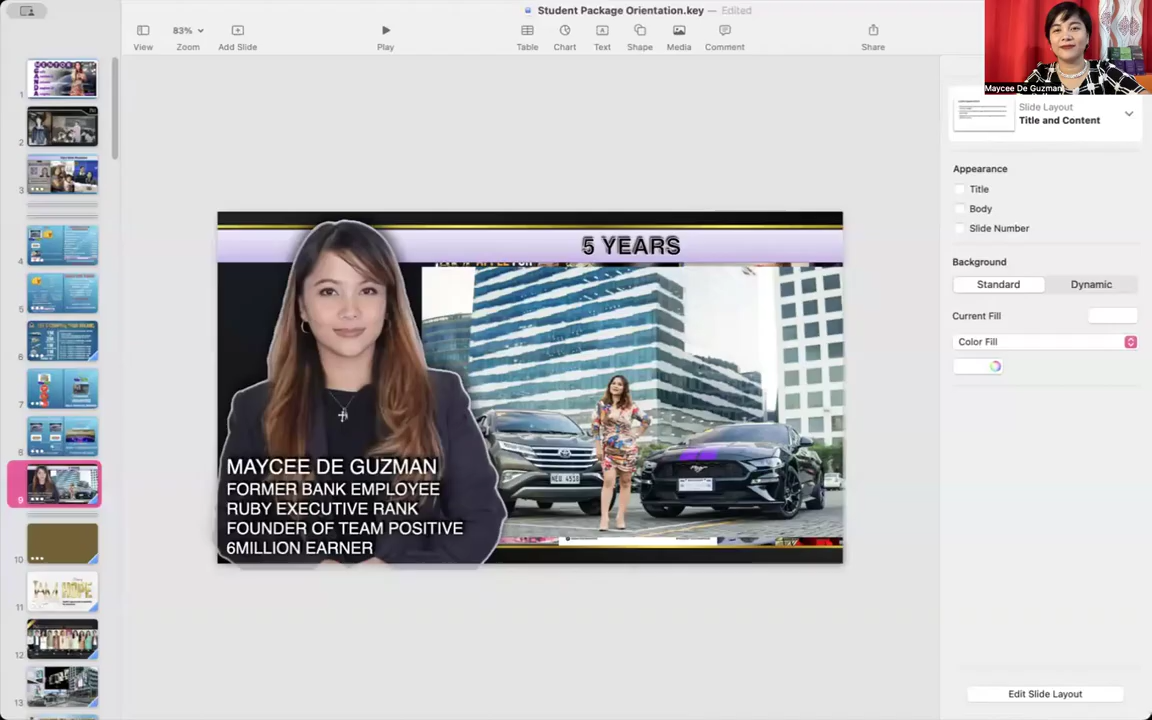 Student Package Orientation.key — Edited
View
83%
Zoom
Add Slide
Play
Table
Chart
Text
Shape
Media
Comment
Share
Maycee De Guzman
Slide Layout
Title and Content
Appearance
Title
Body
Slide Number
Background
Standard
Dynamic
Current Fill
Color Fill
Edit Slide Layout
1
2
3
4
5
6
7
8
9
10
11
12
13
5 YEARS
MAYCEE DE GUZMAN
FORMER BANK EMPLOYEE
RUBY EXECUTIVE RANK
FOUNDER OF TEAM POSITIVE
6MILLION EARNER